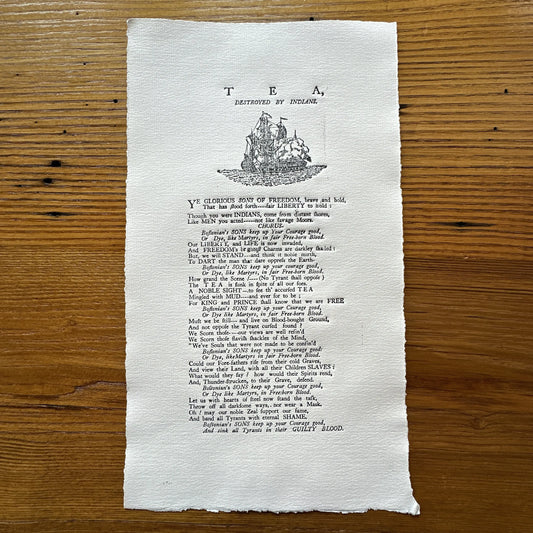 TEA,
DESTROYED BY INDIANS.
YE GLORIOUS SONS OF FREEDOM, brave and bold,
That has stood forth----fair LIBERTY to hold;
Though you were INDIANS, come from distant shores,
Like MEN you acted-----not like savage Moors.
CHORUS.
Bostonian's SONS keep up your Courage good,
Or Dye, like Martyrs, in fair Free-born Blood.
Our LIBERTY, and LIFE is now invaded,
And FREEDOM's brightest Charms are darkly shaded:
But, we will STAND---and think it noble mirth,
To DART the man that dare oppress the Earth.
Bostonian's SONS keep up your Courage good,
Or Dye, like Martyrs, in fair Free-born Blood.
How grand the Scene!---- (No Tyrant shall oppose)
The TEA is sunk in spite of all our foes.
A NOBLE SIGHT--to see th' accursed TEA
Mingled with MUD----and ever for to be;
For KING and PRINCE shall know that we are FREE
Bostonian's SONS keep up your Courage good,
Or Dye like Martyrs, in fair Free-born Blood.
Must we be still---and live on Blood-bought Ground,
And not oppose the Tyrant cursed found?
We Scorn those----our views are well refin'd
We Scorn those slavish shackles of the Mind,
"We've Souls that were not made to be confin'd
Bostonian's SONS keep up your Courage good:
Or Dye, like Martyrs in fair Free-born Blood.
Could our Fore-fathers rise from their cold Graves,
And view their Land, with all their Children SLAVES:
What would they say? how would their Spirits rend,
And, Thunder-strucken, to their Grave, defend.
Bostonian's SONS keep up your Courage good,
Or Dye, like Martyrs, in Free-born Blood.
Let us with hearts of steel now stand the task,
Throw off all darksome ways, nor wear a Mask.
Oh! may our noble Zeal support our fame,
And band all Tyrants with eternal SHAME.
Bostonian's SONS keep up your Courage good,
And sink all Tyrants in their GUILTY BLOOD.